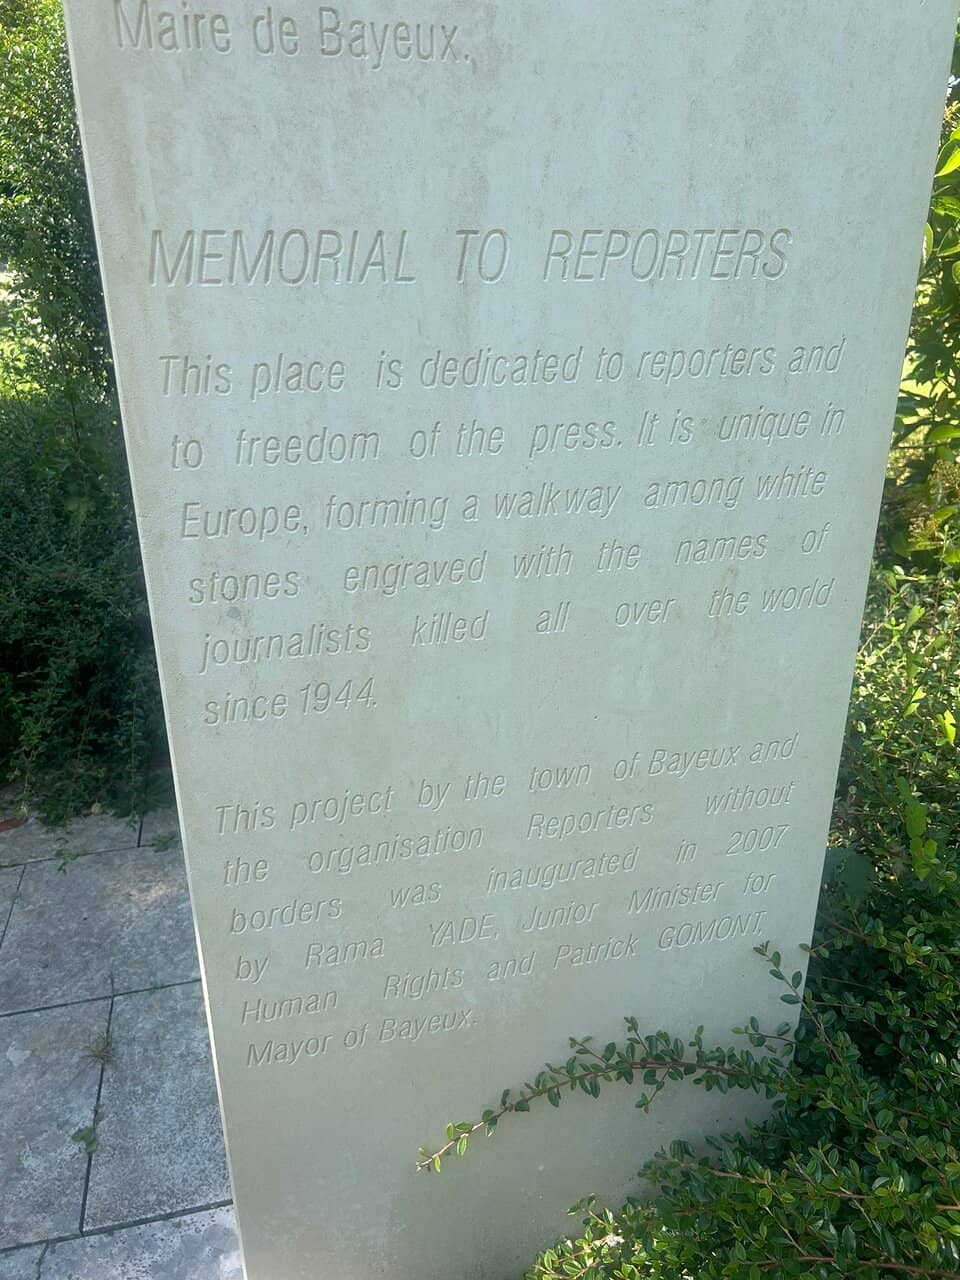 Maire de Bayeux.
MEMORIAL TO REPORTERS
This place is dedicated to reporters and
to freedom of the press. It is unique in
Europe, forming a walkway among white
stones engraved with the names of
journalists killed all over the world
since 1944.
This project by the town of Bayeux and
the organisation Reporters without
borders was inaugurated in 2007
by Rama YADE, Junior Minister for
Human Rights and Patrick GOMONT,
Mayor of Bayeux.